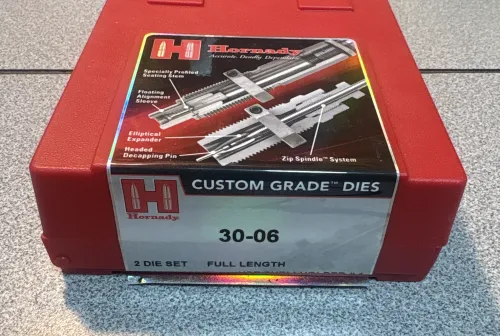 H Hornady
Accurate. Deadly. Dependable.
Specially Profiled
Seating Stem
Floating
Alignment
Sleeve
Elliptical
Expander
Headed
Decapping Pin
Zip Spindle™ System
H Hornady
CUSTOM GRADE™ DIES
30-06
2 DIE SET FULL LENGTH